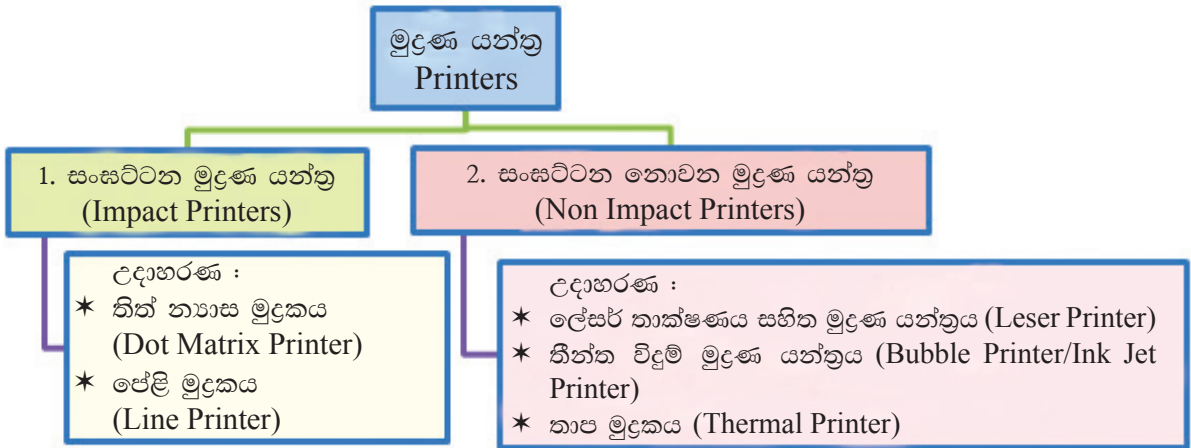 මුද්‍රණ යන්ත්‍ර
Printers
1. සංඝට්ටන මුද්‍රණ යන්ත්‍ර
(Impact Printers)
2. සංඝට්ටන නොවන මුද්‍රණ යන්ත්‍ර
(Non Impact Printers)
උදාහරණ :
✶ තිත් න්‍යාස මුද්‍රකය
(Dot Matrix Printer)
✶ පේළි මුද්‍රකය
(Line Printer)
උදාහරණ :
✶ ලේසර් තාක්ෂණය සහිත මුද්‍රණ යන්ත්‍රය (Leser Printer)
✶ තීන්ත විදුම් මුද්‍රණ යන්ත්‍රය (Bubble Printer/Ink Jet
Printer)
✶ තාප මුද්‍රකය (Thermal Printer)